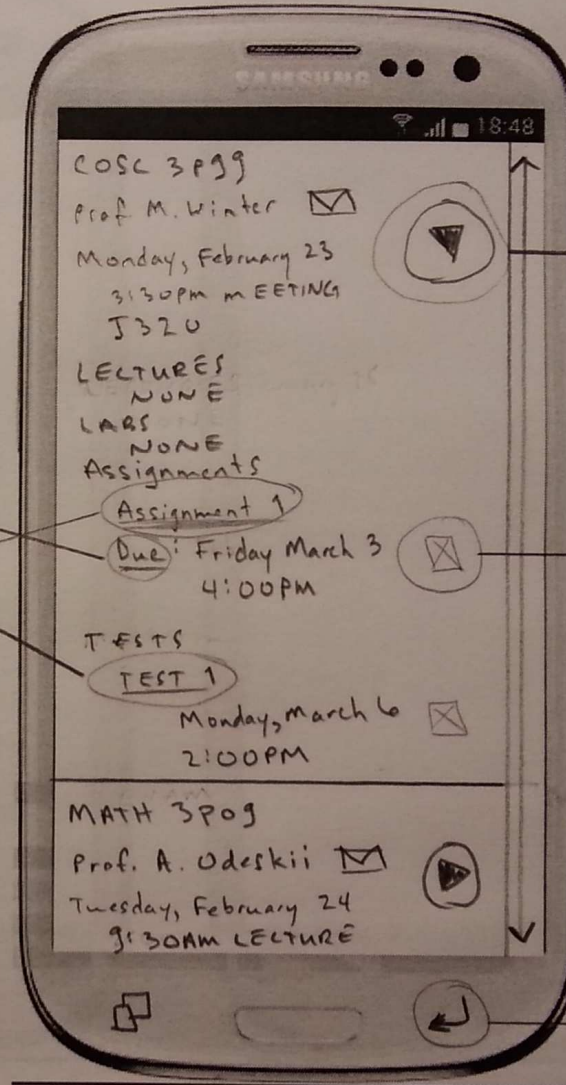 SAMSUNG
18:48
COSC 3P99
Prof M. Winter
Monday, February 23
3:30pm mEETING
J320
LECTURES
NONE
LABS
NONE
Assignments
Assignment 1
Due: Friday March 3
4:00PM
TESTS
TEST 1
Monday, March 6
2:00PM
MATH 3P09
Prof. A. Odeskii
Tuesday, February 24
9:30AM LECTURE